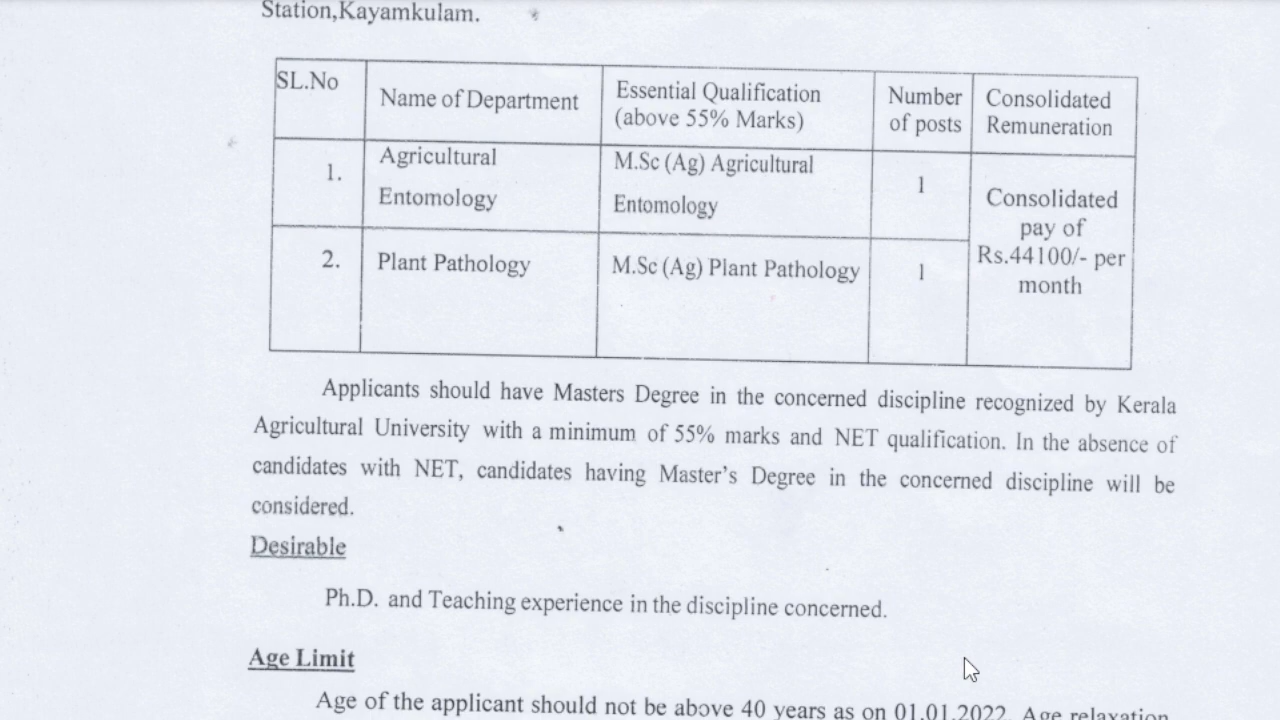 Station,Kayamkulam.
SL.No
Name of Department
Essential Qualification
(above 55% Marks)
Number
of posts
Consolidated
Remuneration
1.
Agricultural
Entomology
M.Sc (Ag) Agricultural
Entomology
1
Consolidated
pay of
Rs.44100/- per
month
2.
Plant Pathology
M.Sc (Ag) Plant Pathology
1
Applicants should have Masters Degree in the concerned discipline recognized by Kerala
Agricultural University with a minimum of 55% marks and NET qualification. In the absence of
candidates with NET, candidates having Master's Degree in the concerned discipline will be
considered.
Desirable
Ph.D. and Teaching experience in the discipline concerned.
Age Limit
Age of the applicant should not be above 40 years as on 01.01.2022. Age relaxation